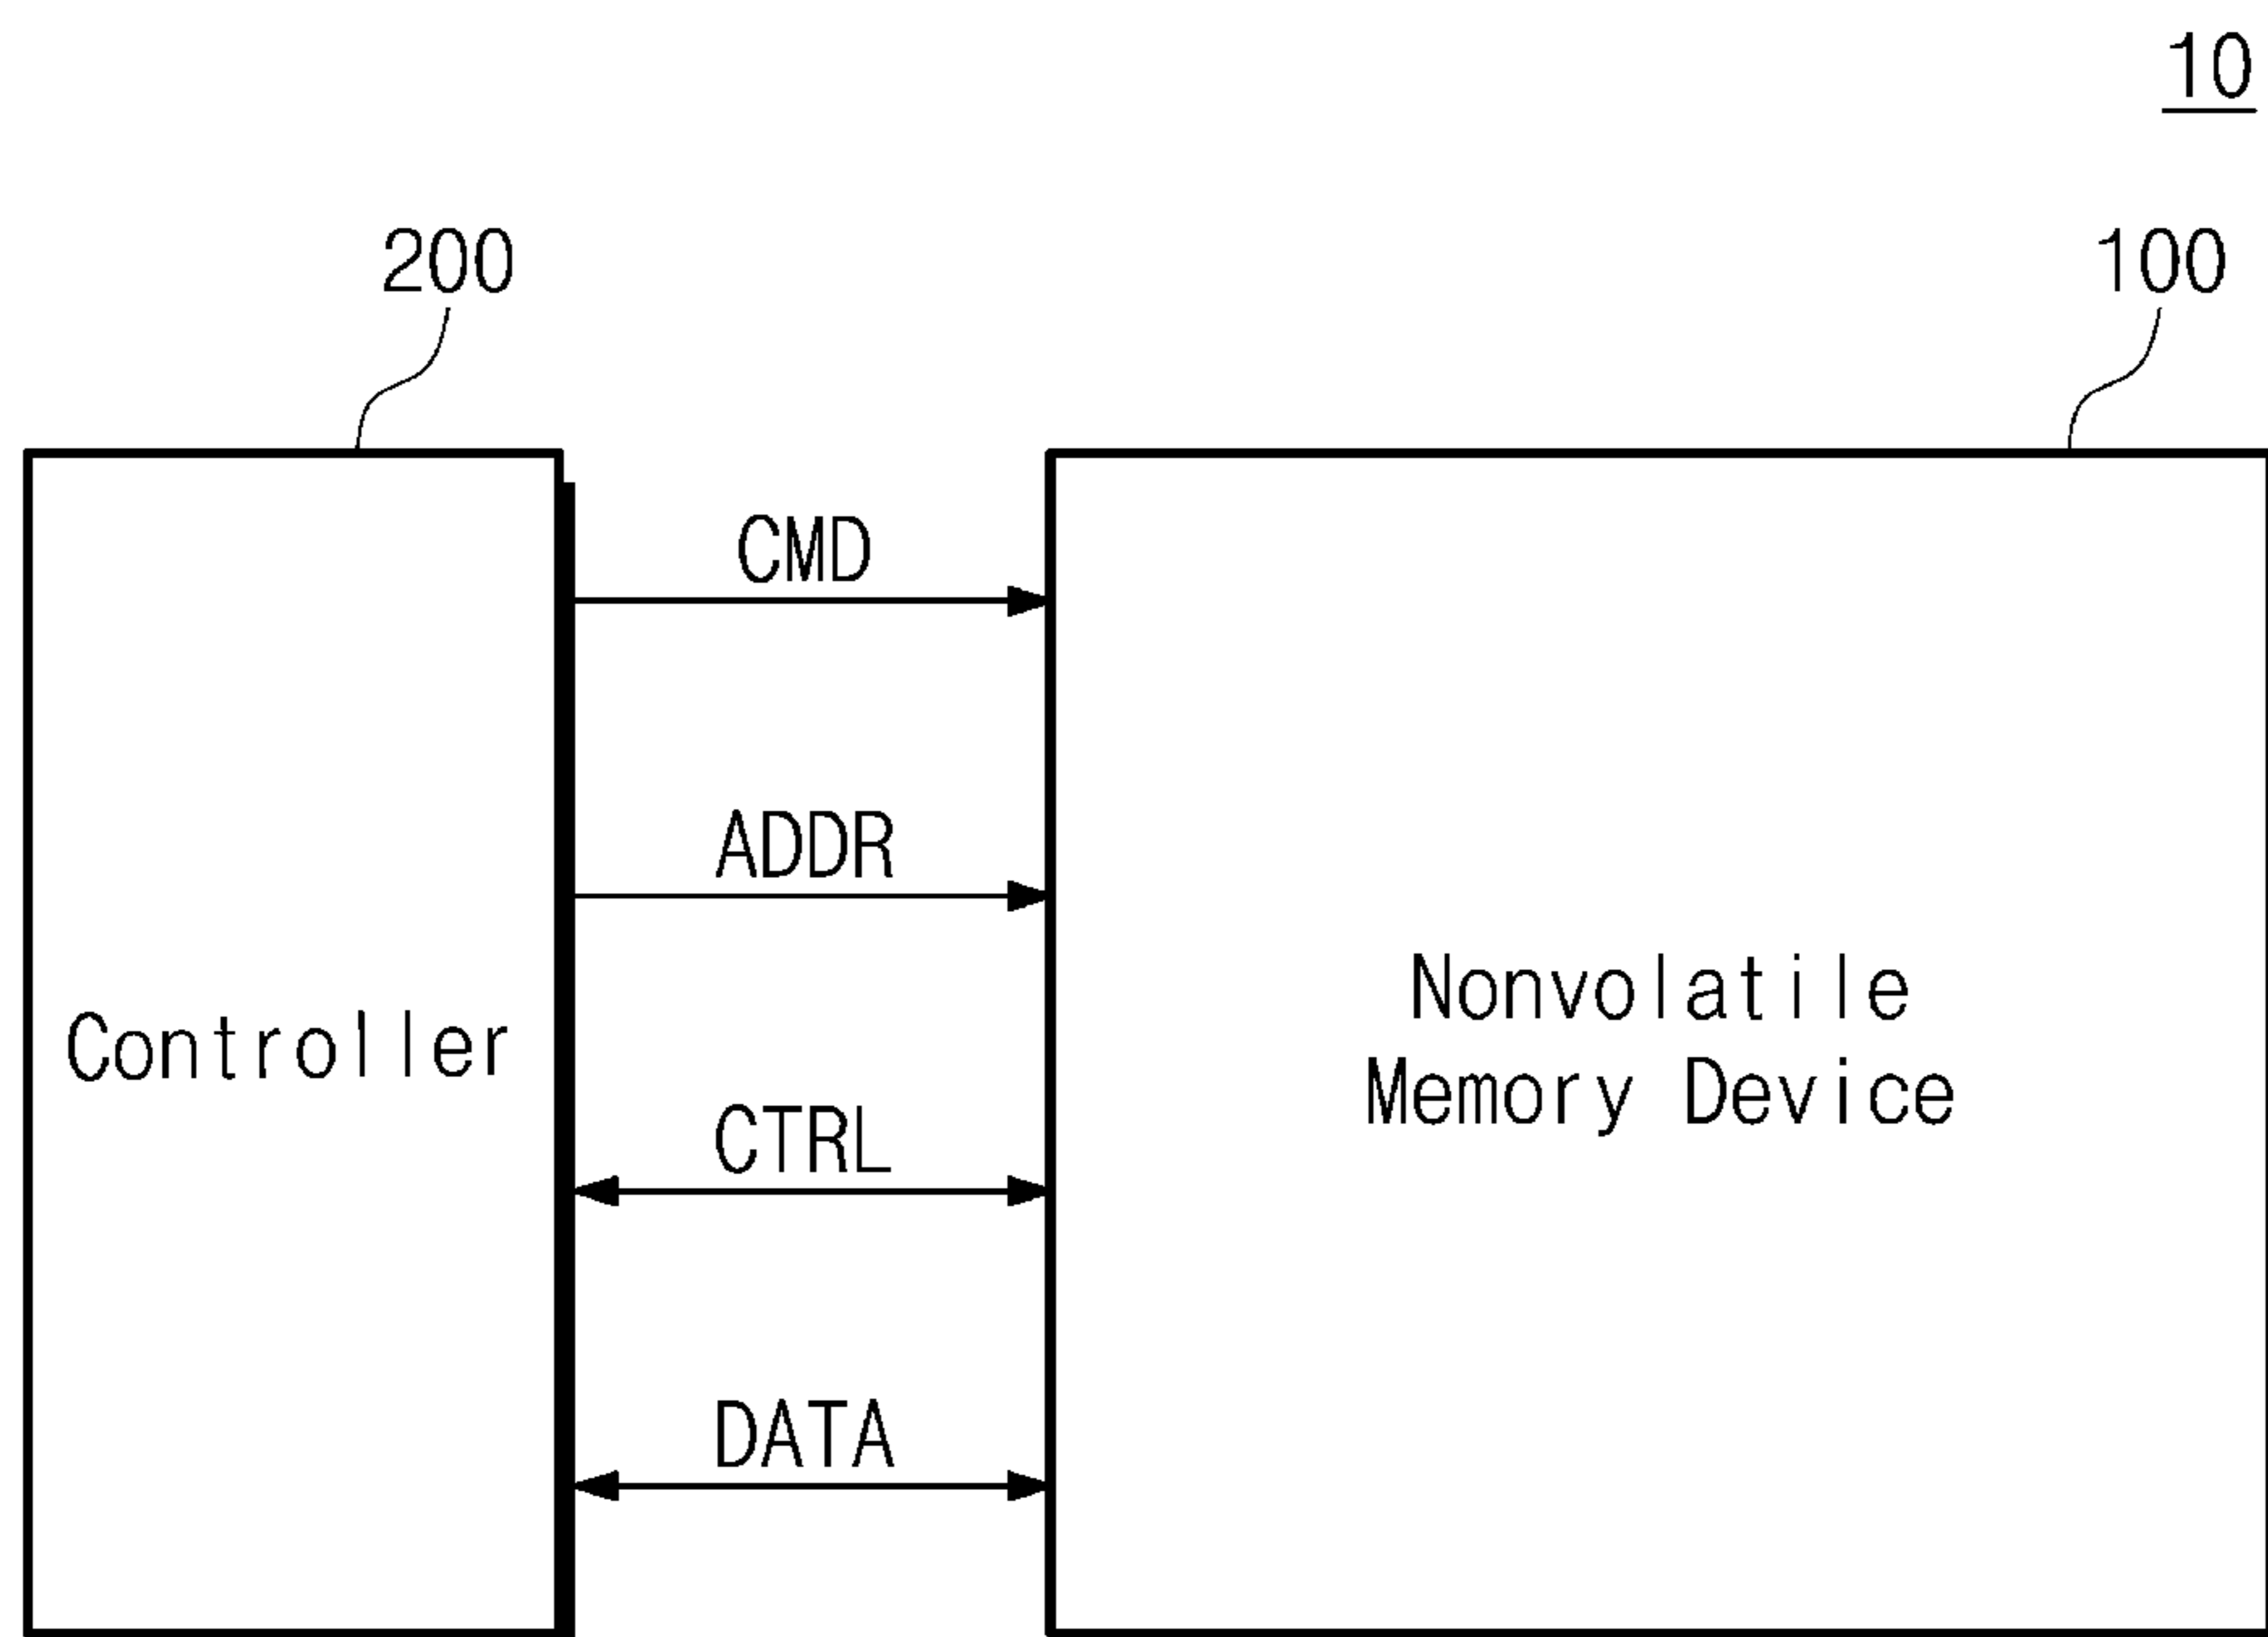 10
200
100
CMD
ADDR
Controller
Nonvolatile
Memory Device
CTRL
DATA